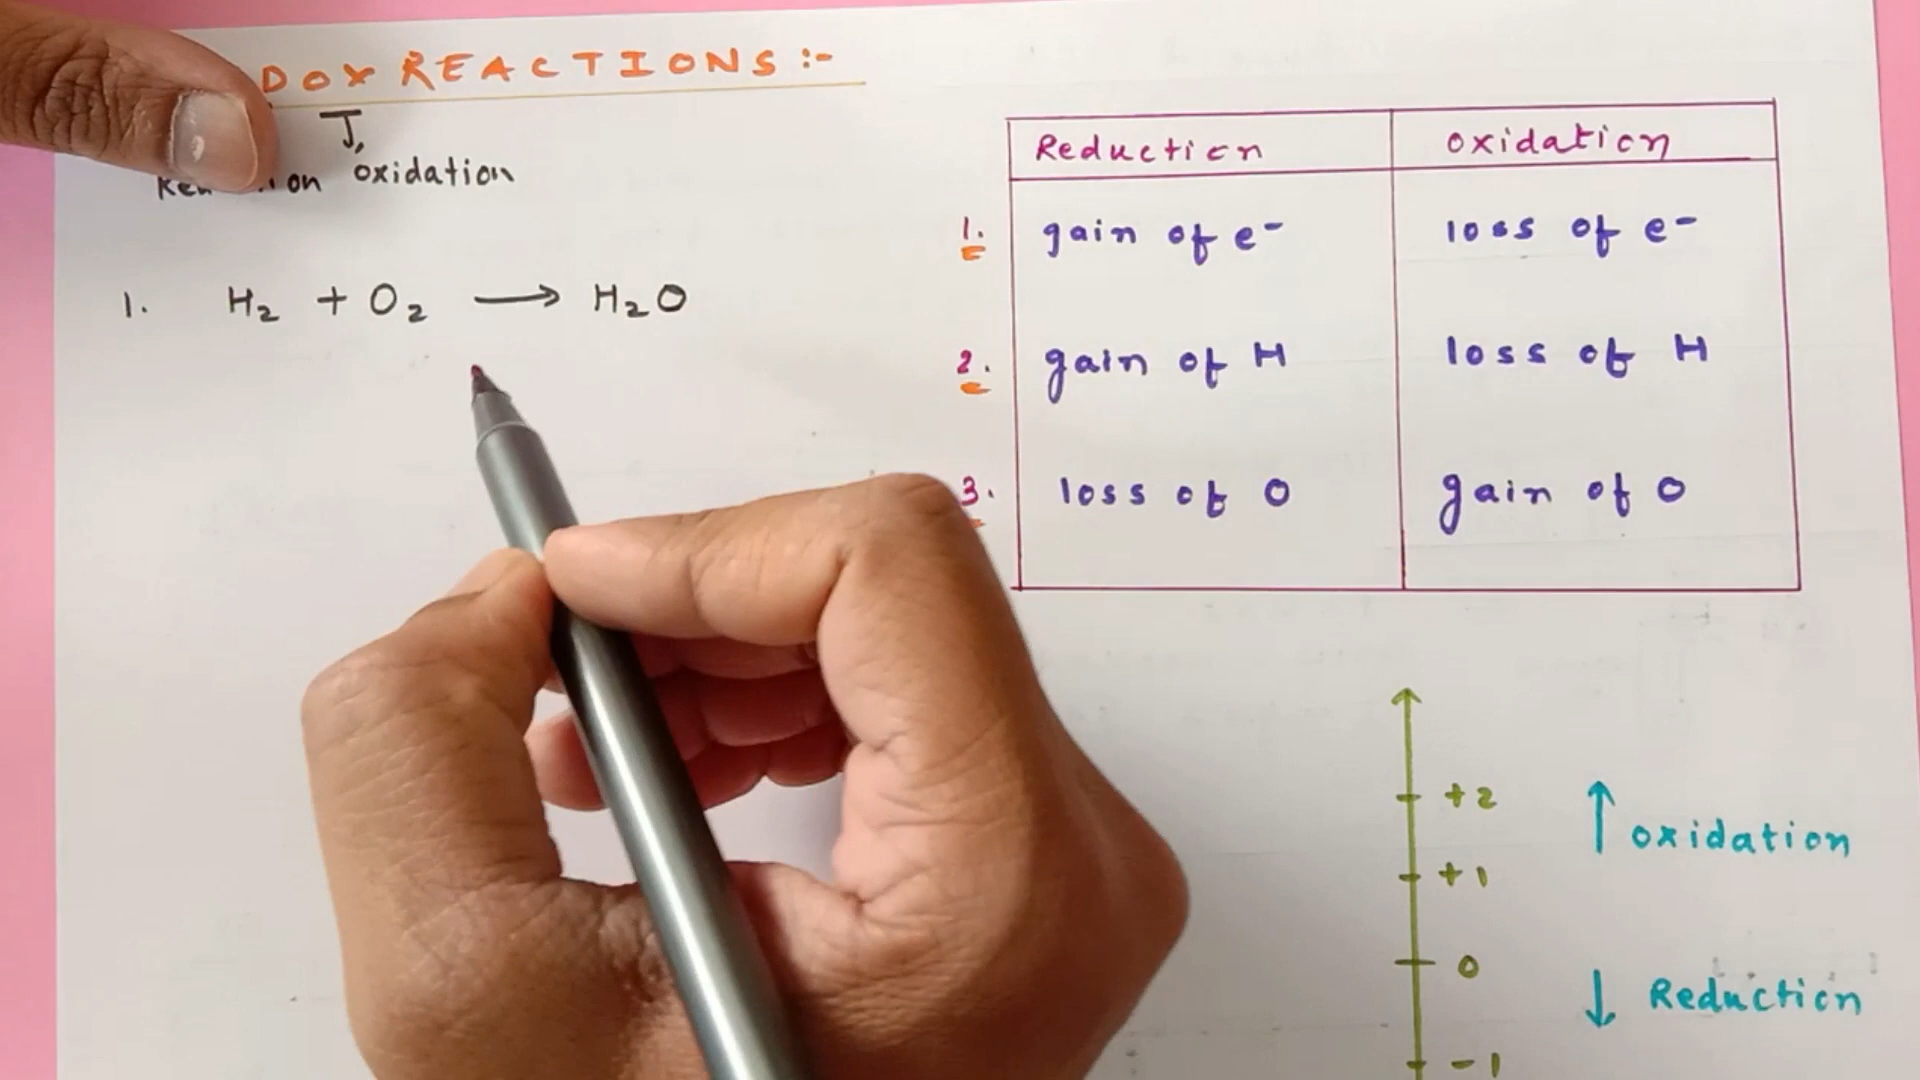 DOX REACTIONS :-
oxidation
1. H₂ + O₂ ⟶ H₂O
Reduction oxidation
1. gain of e⁻ loss of e⁻
2. gain of H loss of H
3. loss of O gain of O
+2
↑ oxidation
+1
0
↓ Reduction
-1